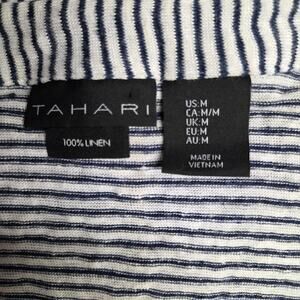 TAHARI
100% LINEN
US:M
CA:M/M
UK:M
EU:M
AU:M
MADE IN
VIETNAM